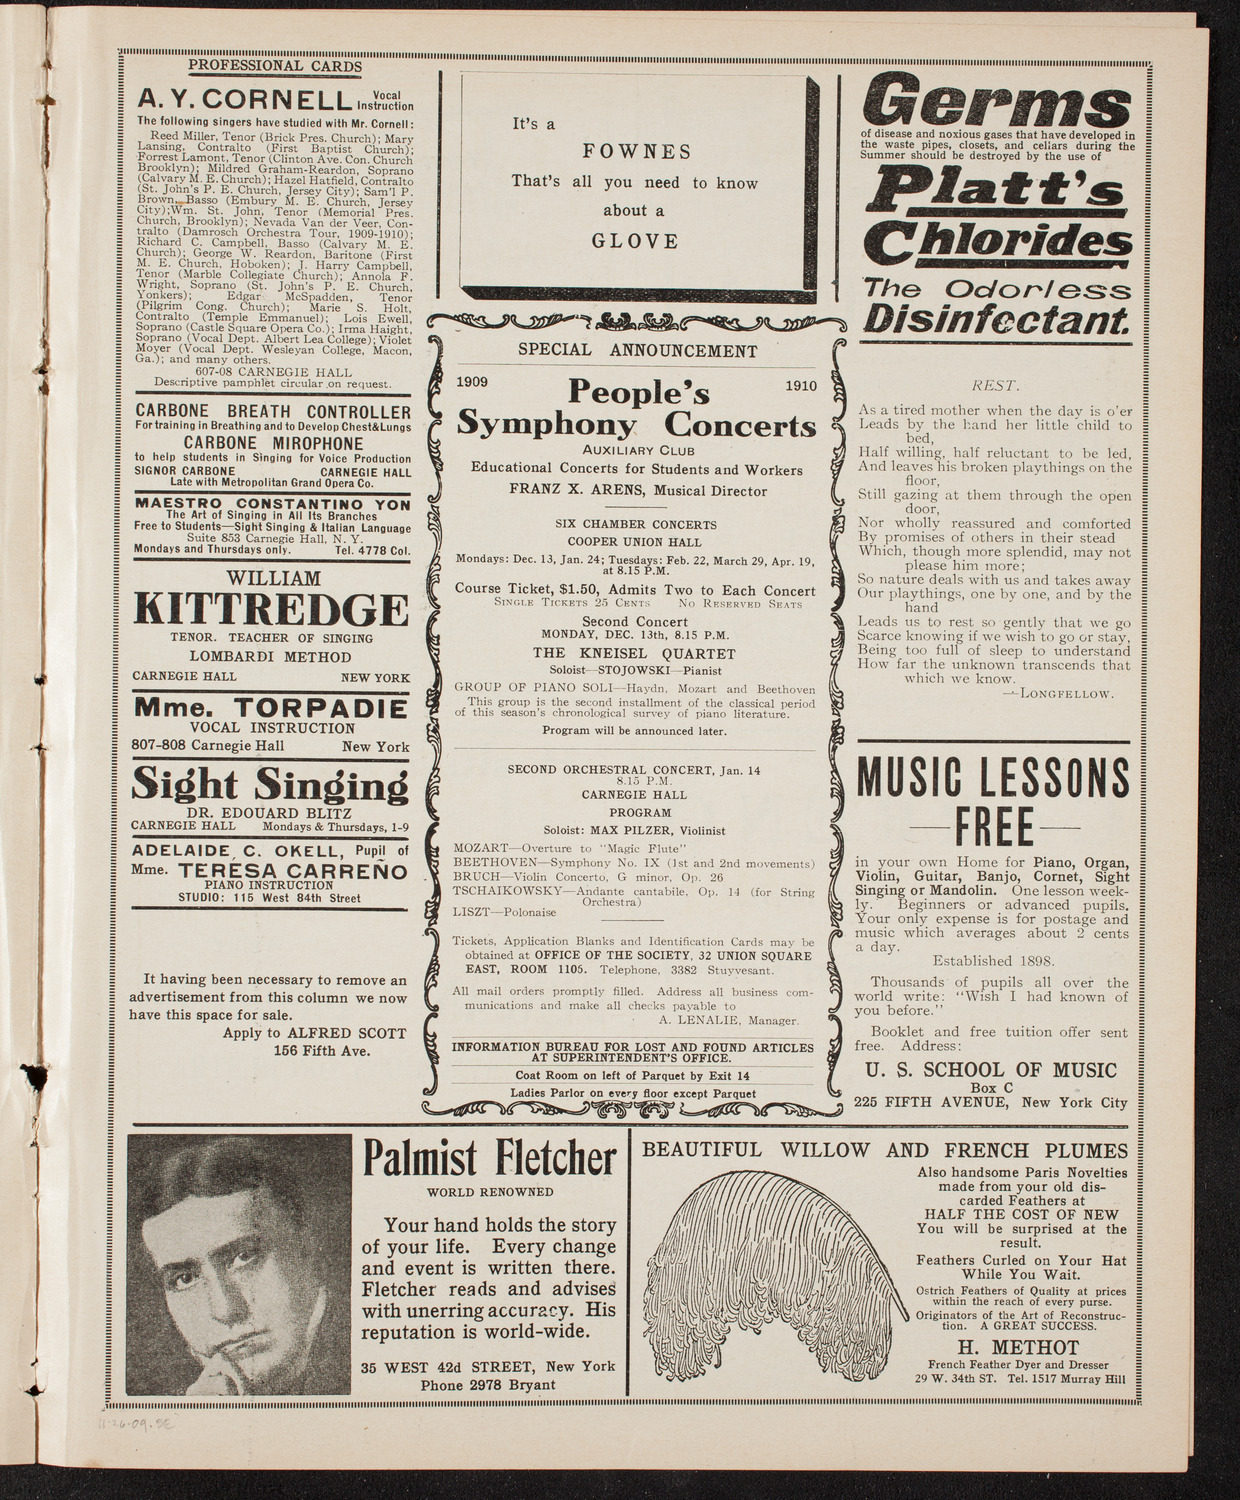 PROFESSIONAL CARDS
A. Y. CORNELL Vocal Instruction
The following singers have studied with Mr. Cornell:
Reed Miller, Tenor (Brick Pres. Church); Mary
Lansing, Contralto (First Baptist Church);
Forrest Lamont, Tenor (Clinton Ave. Con. Church
Brooklyn); Mildred Graham-Reardon, Soprano
(Calvary M. E. Church); Hazel Hatfield, Contralto
(St. John's P. E. Church, Jersey City); Sam'l P.
Brown, Basso (Embury M. E. Church, Jersey
City); Wm. St. John, Tenor (Memorial Pres.
Church, Brooklyn); Nevada Van der Veer, Con-
tralto (Damrosch Orchestra Tour, 1909-1910);
Richard C. Campbell, Basso (Calvary M. E.
Church); George W. Reardon, Baritone (First
M. E. Church, Hoboken); J. Harry Campbell,
Tenor (Marble Collegiate Church); Annola F.
Wright, Soprano (St. John's P. E. Church,
Yonkers); Edgar McSpadden, Tenor
(Pilgrim Cong. Church); Marie S. Holt,
Contralto (Temple Emmanuel); Lois Ewell,
Soprano (Castle Square Opera Co.); Irma Haight,
Soprano (Vocal Dept. Albert Lea College); Violet
Moyer (Vocal Dept. Wesleyan College, Macon,
Ga.); and many others.
607-08 CARNEGIE HALL
Descriptive pamphlet circular on request.
CARBONE BREATH CONTROLLER
For training in Breathing and to Develop Chest & Lungs
CARBONE MIROPHONE
to help students in Singing for Voice Production
SIGNOR CARBONE CARNEGIE HALL
Late with Metropolitan Grand Opera Co.
MAESTRO CONSTANTINO YON
The Art of Singing in All Its Branches
Free to Students—Sight Singing & Italian Language
Suite 853 Carnegie Hall, N. Y.
Mondays and Thursdays only. Tel. 4778 Col.
WILLIAM
KITTREDGE
TENOR. TEACHER OF SINGING
LOMBARDI METHOD
CARNEGIE HALL NEW YORK
Mme. TORPADIE
VOCAL INSTRUCTION
807-808 Carnegie Hall New York
Sight Singing
DR. EDOUARD BLITZ
CARNEGIE HALL Mondays & Thursdays, 1-9
ADELAIDE C. OKELL, Pupil of
Mme. TERESA CARREÑO
PIANO INSTRUCTION
STUDIO: 115 West 84th Street
It having been necessary to remove an
advertisement from this column we now
have this space for sale.
Apply to ALFRED SCOTT
156 Fifth Ave.
It's a
FOWNES
That's all you need to know
about a
GLOVE
SPECIAL ANNOUNCEMENT
1909 People's 1910
Symphony Concerts
AUXILIARY CLUB
Educational Concerts for Students and Workers
FRANZ X. ARENS, Musical Director
SIX CHAMBER CONCERTS
COOPER UNION HALL
Mondays: Dec. 13, Jan. 24; Tuesdays: Feb. 22, March 29, Apr. 19,
at 8.15 P.M.
Course Ticket, $1.50, Admits Two to Each Concert
SINGLE TICKETS 25 CENTS NO RESERVED SEATS
Second Concert
MONDAY, DEC. 13th, 8.15 P.M.
THE KNEISEL QUARTET
Soloist—STOJOWSKI—Pianist
GROUP OF PIANO SOLI—Haydn, Mozart and Beethoven
This group is the second installment of the classical period
of this season's chronological survey of piano literature.
Program will be announced later.
SECOND ORCHESTRAL CONCERT, Jan. 14
8.15 P.M.
CARNEGIE HALL
PROGRAM
Soloist: MAX PILZER, Violinist
MOZART—Overture to "Magic Flute"
BEETHOVEN—Symphony No. IX (1st and 2nd movements)
BRUCH—Violin Concerto, G minor, Op. 26
TSCHAIKOWSKY—Andante cantabile, Op. 11 (for String
Orchestra)
LISZT—Polonaise
Tickets, Application Blanks and Identification Cards may be
obtained at OFFICE OF THE SOCIETY, 32 UNION SQUARE
EAST, ROOM 1105. Telephone, 3382 Stuyvesant.
All mail orders promptly filled. Address all business com-
munications and make all checks payable to
A. LENALIE, Manager.
INFORMATION BUREAU FOR LOST AND FOUND ARTICLES
AT SUPERINTENDENT'S OFFICE.
Coat Room on left of Parquet by Exit 14
Ladies Parlor on every floor except Parquet
Germs
of disease and noxious gases that have developed in
the waste pipes, closets, and cellars during the
Summer should be destroyed by the use of
Platt's
Chlorides
The Odorless
Disinfectant.
REST.
As a tired mother when the day is o'er
Leads by the hand her little child to
bed,
Half willing, half reluctant to be led,
And leaves his broken playthings on the
floor,
Still gazing at them through the open
door,
Nor wholly reassured and comforted
By promises of others in their stead
Which, though more splendid, may not
please him more;
So nature deals with us and takes away
Our playthings, one by one, and by the
hand
Leads us to rest so gently that we go
Scarce knowing if we wish to go or stay,
Being too full of sleep to understand
How far the unknown transcends that
which we know.
—LONGFELLOW.
MUSIC LESSONS
—FREE—
in your own Home for Piano, Organ,
Violin, Guitar, Banjo, Cornet, Sight
Singing or Mandolin. One lesson week-
ly. Beginners or advanced pupils.
Your only expense is for postage and
music which averages about 2 cents
a day.
Established 1898.
Thousands of pupils all over the
world write: "Wish I had known of
you before."
Booklet and free tuition offer sent
free. Address:
U. S. SCHOOL OF MUSIC
Box C
225 FIFTH AVENUE, New York City
Palmist Fletcher
WORLD RENOWNED
Your hand holds the story
of your life. Every change
and event is written there.
Fletcher reads and advises
with unerring accuracy. His
reputation is world-wide.
35 WEST 42d STREET, New York
Phone 2978 Bryant
BEAUTIFUL WILLOW AND FRENCH PLUMES
Also handsome Paris Novelties
made from your old dis-
carded Feathers at
HALF THE COST OF NEW
You will be surprised at the
result.
Feathers Curled on Your Hat
While You Wait.
Ostrich Feathers of Quality at prices
within the reach of every purse.
Originators of the Art of Reconstruc-
tion. A GREAT SUCCESS.
H. METHOT
French Feather Dyer and Dresser
29 W. 34th ST. Tel. 1517 Murray Hill
11-26-09.SE